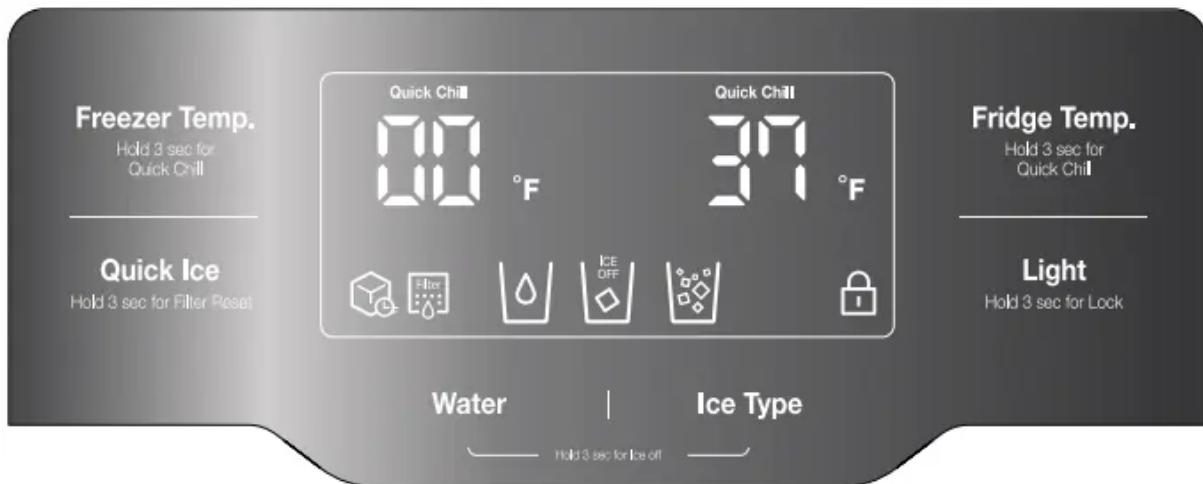 Freezer Temp.
Hold 3 sec for
Quick Chill
Quick Ice
Hold 3 sec for Filter Reset
Quick Chill
00 °F
Quick Chill
37 °F
Filter
ICE
OFF
Fridge Temp.
Hold 3 sec for
Quick Chill
Light
Hold 3 sec for Lock
Water | Ice Type
Hold 3 sec for Ice off